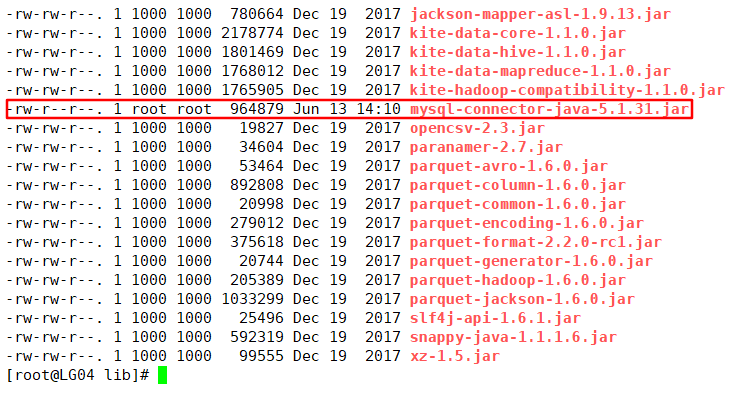 -rw-rw-r--. 1 1000 1000  780664 Dec 19  2017 jackson-mapper-asl-1.9.13.jar
-rw-rw-r--. 1 1000 1000 2178774 Dec 19  2017 kite-data-core-1.1.0.jar
-rw-rw-r--. 1 1000 1000 1801469 Dec 19  2017 kite-data-hive-1.1.0.jar
-rw-rw-r--. 1 1000 1000 1768012 Dec 19  2017 kite-data-mapreduce-1.1.0.jar
-rw-rw-r--. 1 1000 1000 1765905 Dec 19  2017 kite-hadoop-compatibility-1.1.0.jar
-rw-r--r--. 1 root root  964879 Jun 13 14:10 mysql-connector-java-5.1.31.jar
-rw-rw-r--. 1 1000 1000   19827 Dec 19  2017 opencsv-2.3.jar
-rw-rw-r--. 1 1000 1000   34604 Dec 19  2017 paranamer-2.7.jar
-rw-rw-r--. 1 1000 1000   53464 Dec 19  2017 parquet-avro-1.6.0.jar
-rw-rw-r--. 1 1000 1000  892808 Dec 19  2017 parquet-column-1.6.0.jar
-rw-rw-r--. 1 1000 1000   20998 Dec 19  2017 parquet-common-1.6.0.jar
-rw-rw-r--. 1 1000 1000  279012 Dec 19  2017 parquet-encoding-1.6.0.jar
-rw-rw-r--. 1 1000 1000  375618 Dec 19  2017 parquet-format-2.2.0-rc1.jar
-rw-rw-r--. 1 1000 1000   20744 Dec 19  2017 parquet-generator-1.6.0.jar
-rw-rw-r--. 1 1000 1000  205389 Dec 19  2017 parquet-hadoop-1.6.0.jar
-rw-rw-r--. 1 1000 1000 1033299 Dec 19  2017 parquet-jackson-1.6.0.jar
-rw-rw-r--. 1 1000 1000   25496 Dec 19  2017 slf4j-api-1.6.1.jar
-rw-rw-r--. 1 1000 1000  592319 Dec 19  2017 snappy-java-1.1.1.6.jar
-rw-rw-r--. 1 1000 1000   99555 Dec 19  2017 xz-1.5.jar
[root@LG04 lib]#